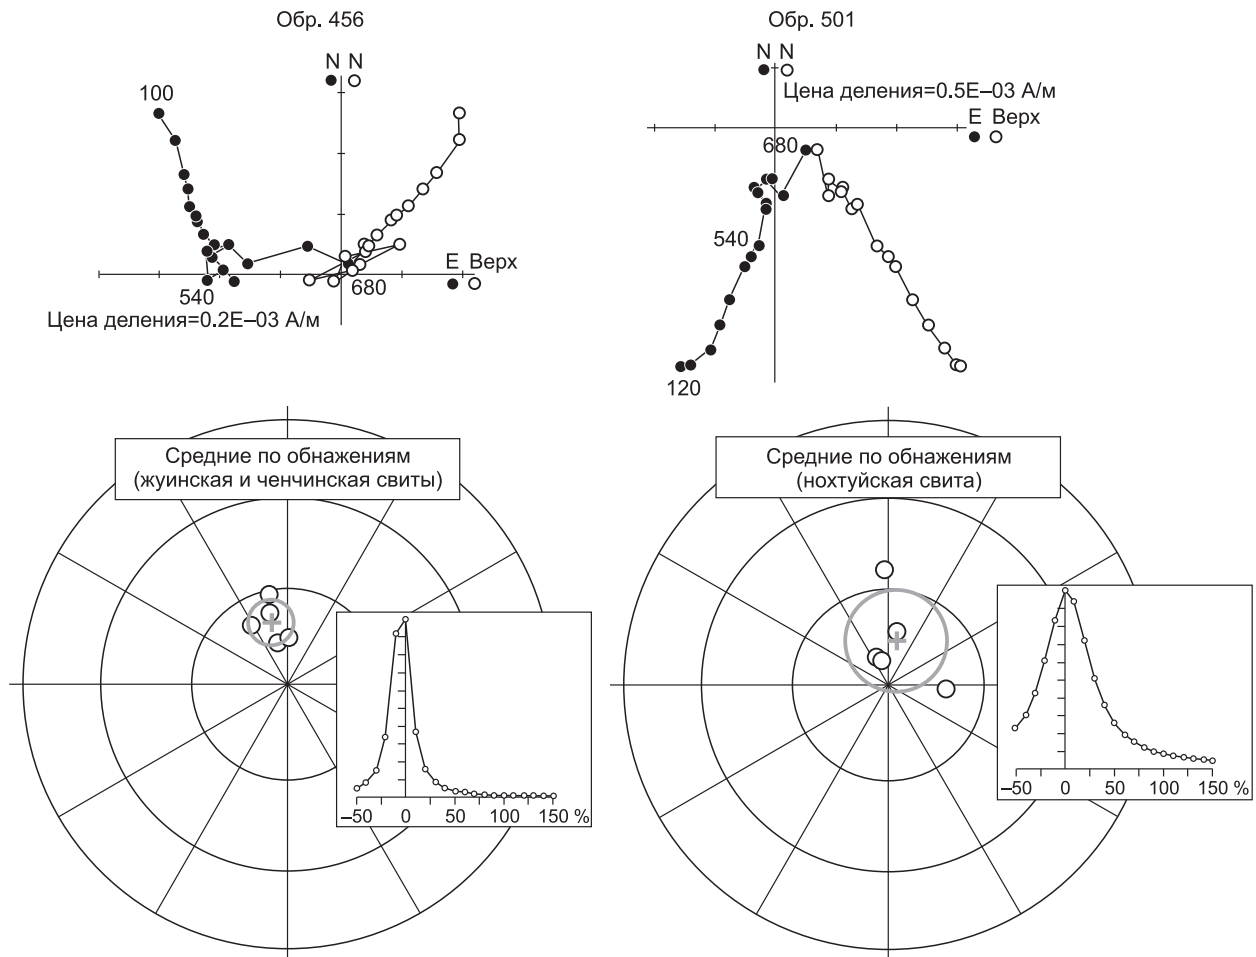 Обр. 456
N N
100
E Верх
540
680
Цена деления=0.2E–03 А/м
Обр. 501
N N
Цена деления=0.5E–03 А/м
E Верх
680
540
120
Средние по обнажениям
(жуинская и ченчинская свиты)
–50 0 50 100 150 %
Средние по обнажениям
(нохтуйская свита)
–50 0 50 100 150 %